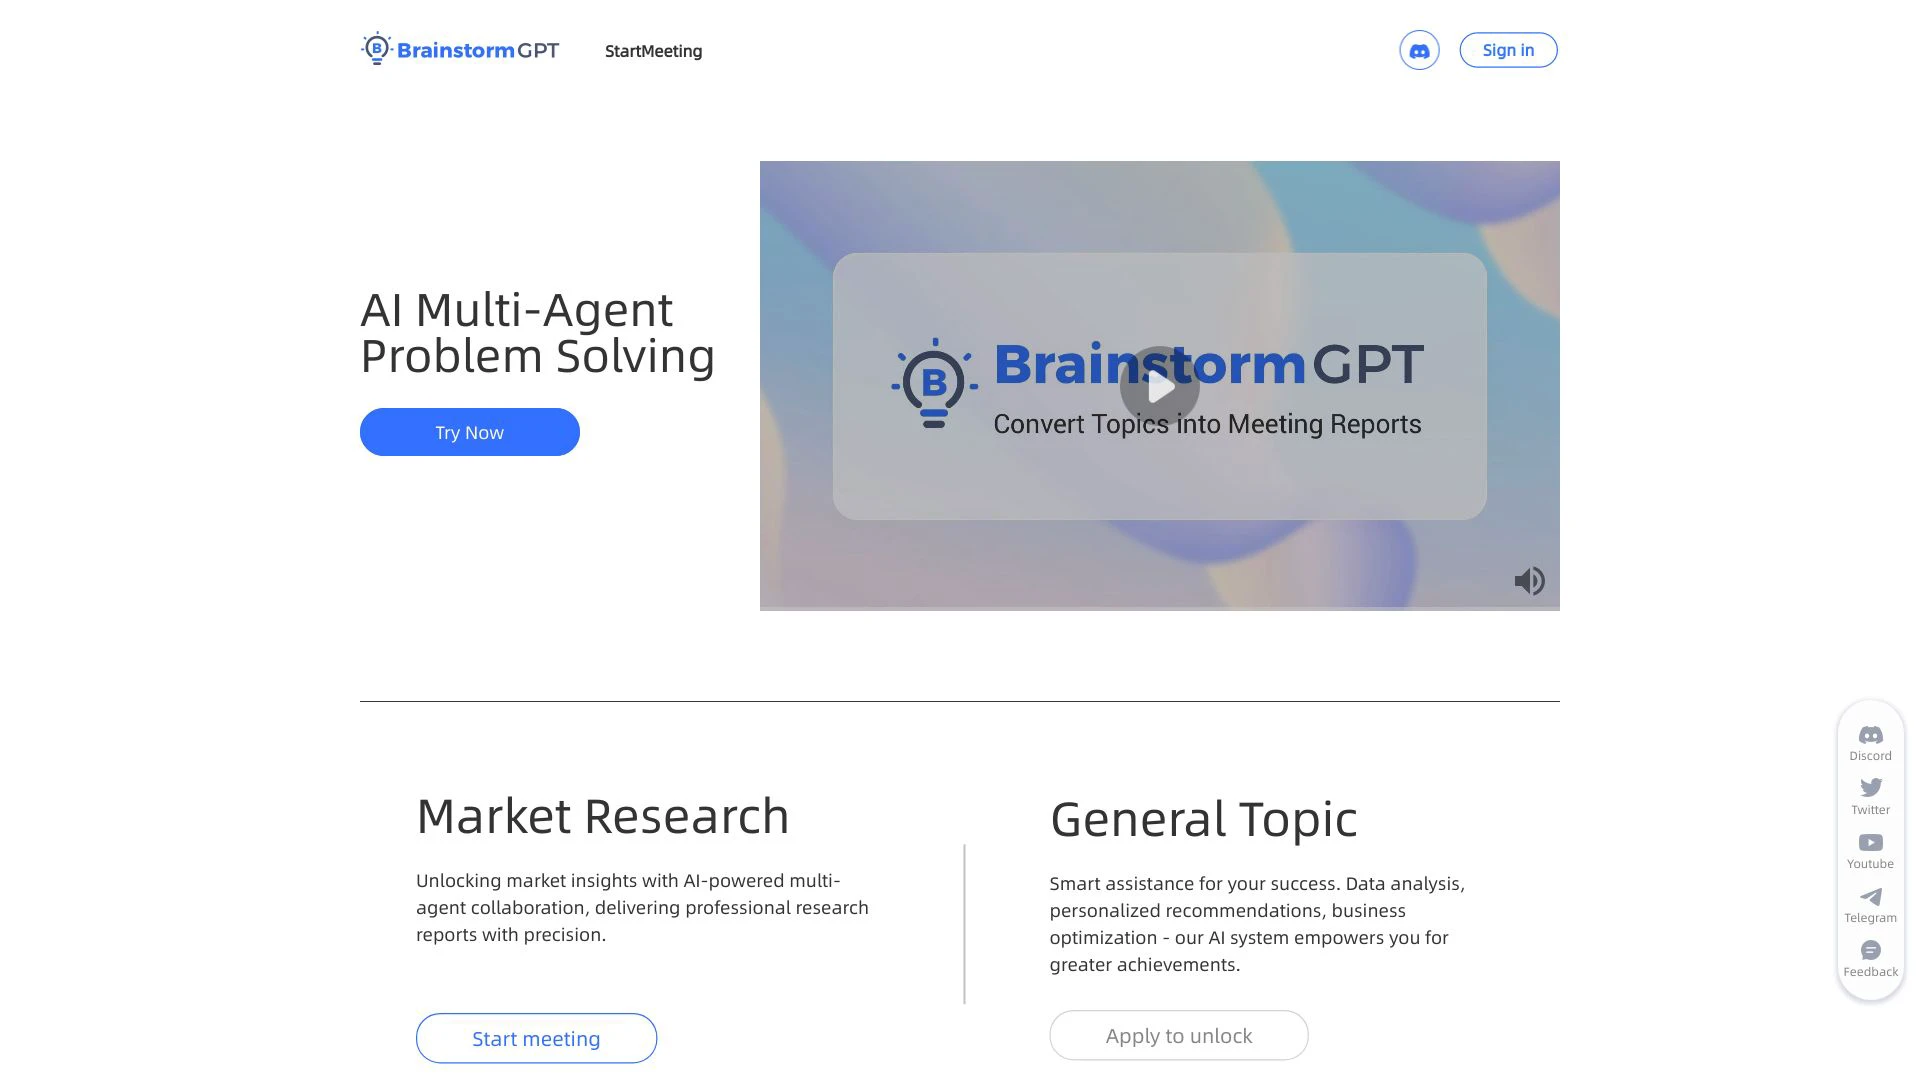 B BrainstormGPT
StartMeeting
Sign in
AI Multi-Agent
Problem Solving
Try Now
B BrainstormGPT
Convert Topics into Meeting Reports
Market Research
Unlocking market insights with AI-powered multi-
agent collaboration, delivering professional research
reports with precision.
Start meeting
General Topic
Smart assistance for your success. Data analysis,
personalized recommendations, business
optimization - our AI system empowers you for
greater achievements.
Apply to unlock
Discord
Twitter
Youtube
Telegram
Feedback